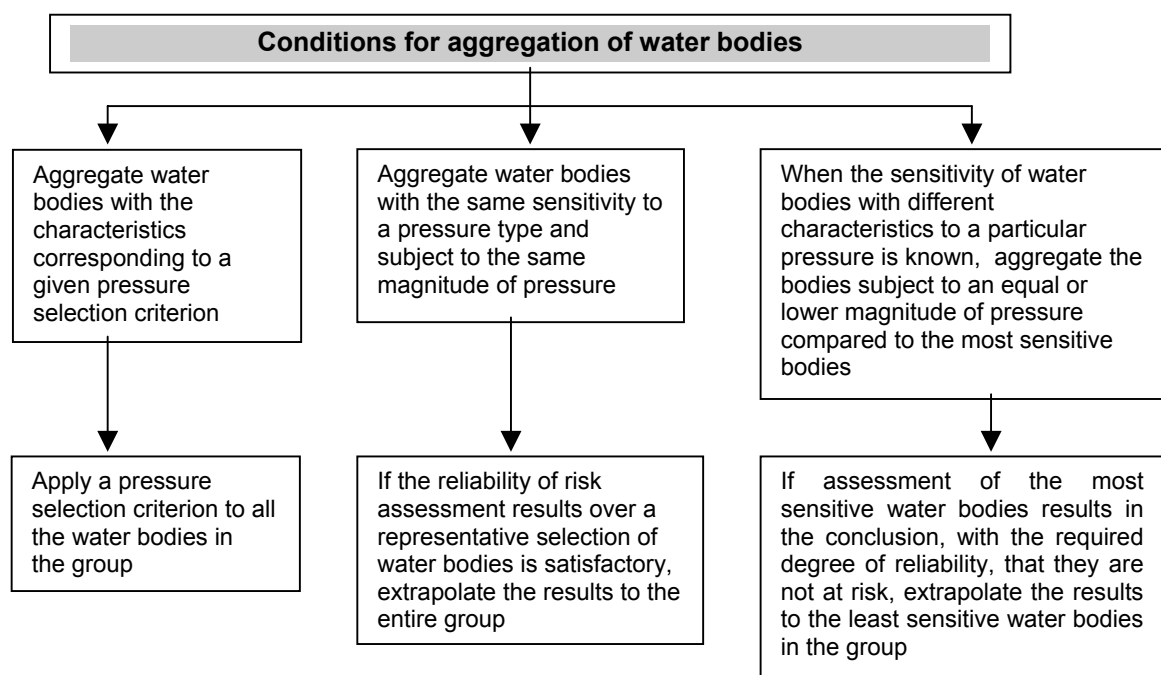 Conditions for aggregation of water bodies
Aggregate water
bodies with the
characteristics
corresponding to a
given pressure
selection criterion
Aggregate water bodies
with the same sensitivity to
a pressure type and
subject to the same
magnitude of pressure
When the sensitivity of water
bodies with different
characteristics to a particular
pressure is known, aggregate the
bodies subject to an equal or
lower magnitude of pressure
compared to the most sensitive
bodies
Apply a pressure
selection criterion to all
the water bodies in
the group
If the reliability of risk
assessment results over a
representative selection of
water bodies is satisfactory,
extrapolate the results to the
entire group
If assessment of the most
sensitive water bodies results in
the conclusion, with the required
degree of reliability, that they are
not at risk, extrapolate the results
to the least sensitive water bodies
in the group